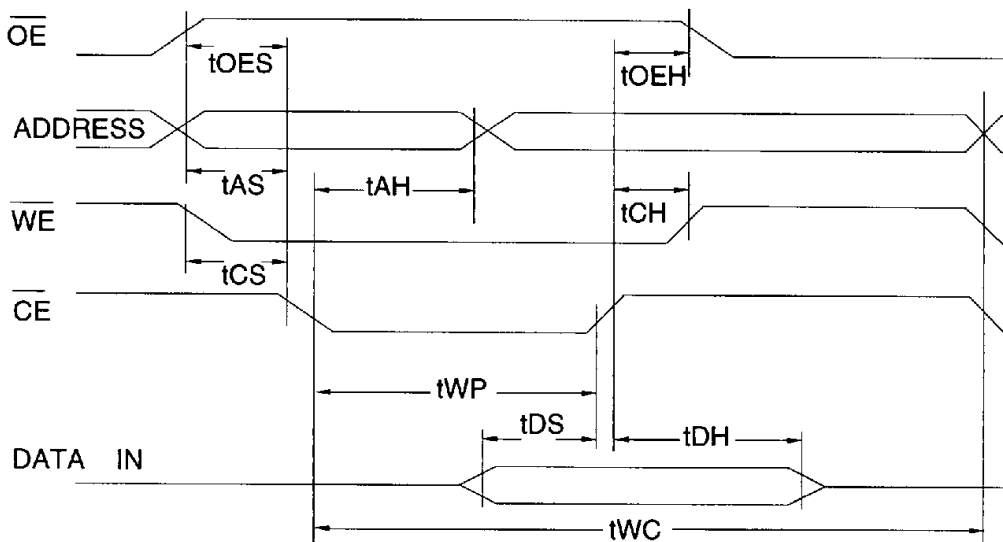 OE
tOES
tOEH
ADDRESS
tAS
tAH
tCH
WE
tCS
CE
tWP
tDS
tDH
DATA IN
tWC